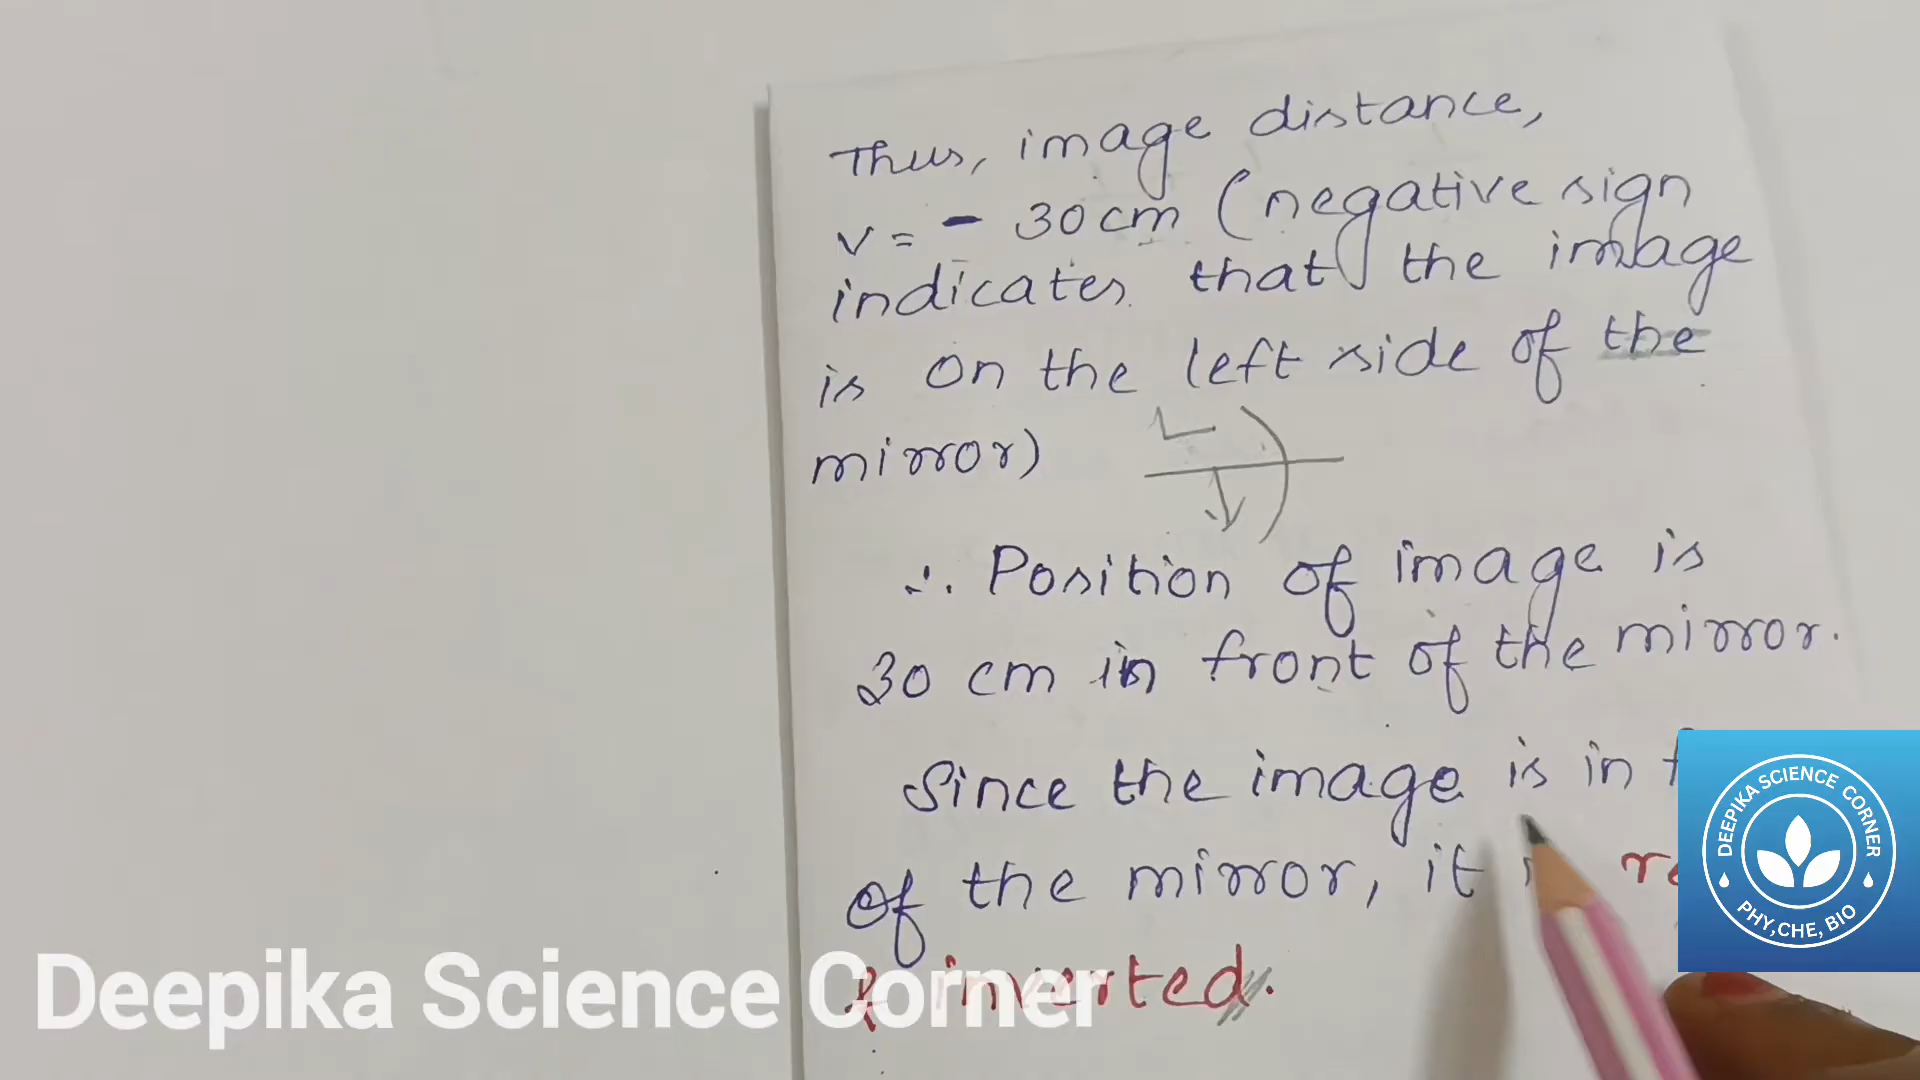 Thus, image distance,
v = - 30 cm (negative sign
indicates that the image
is on the left side of the
mirror)
∴ Position of image is
30 cm in front of the mirror.
Since the image is in
of the mirror, it
& inverted.
Deepika Science Corner
DEEPIKA SCIENCE CORNER
PHY,CHE, BIO